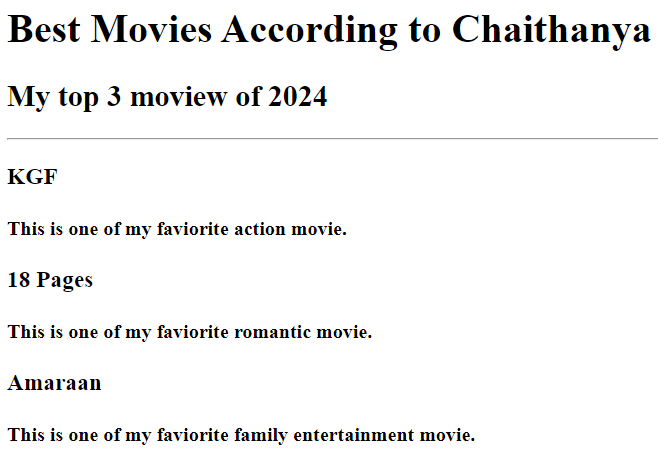 Best Movies According to Chaithanya
My top 3 moview of 2024
KGF
This is one of my faviorite action movie.
18 Pages
This is one of my faviorite romantic movie.
Amaraan
This is one of my faviorite family entertainment movie.